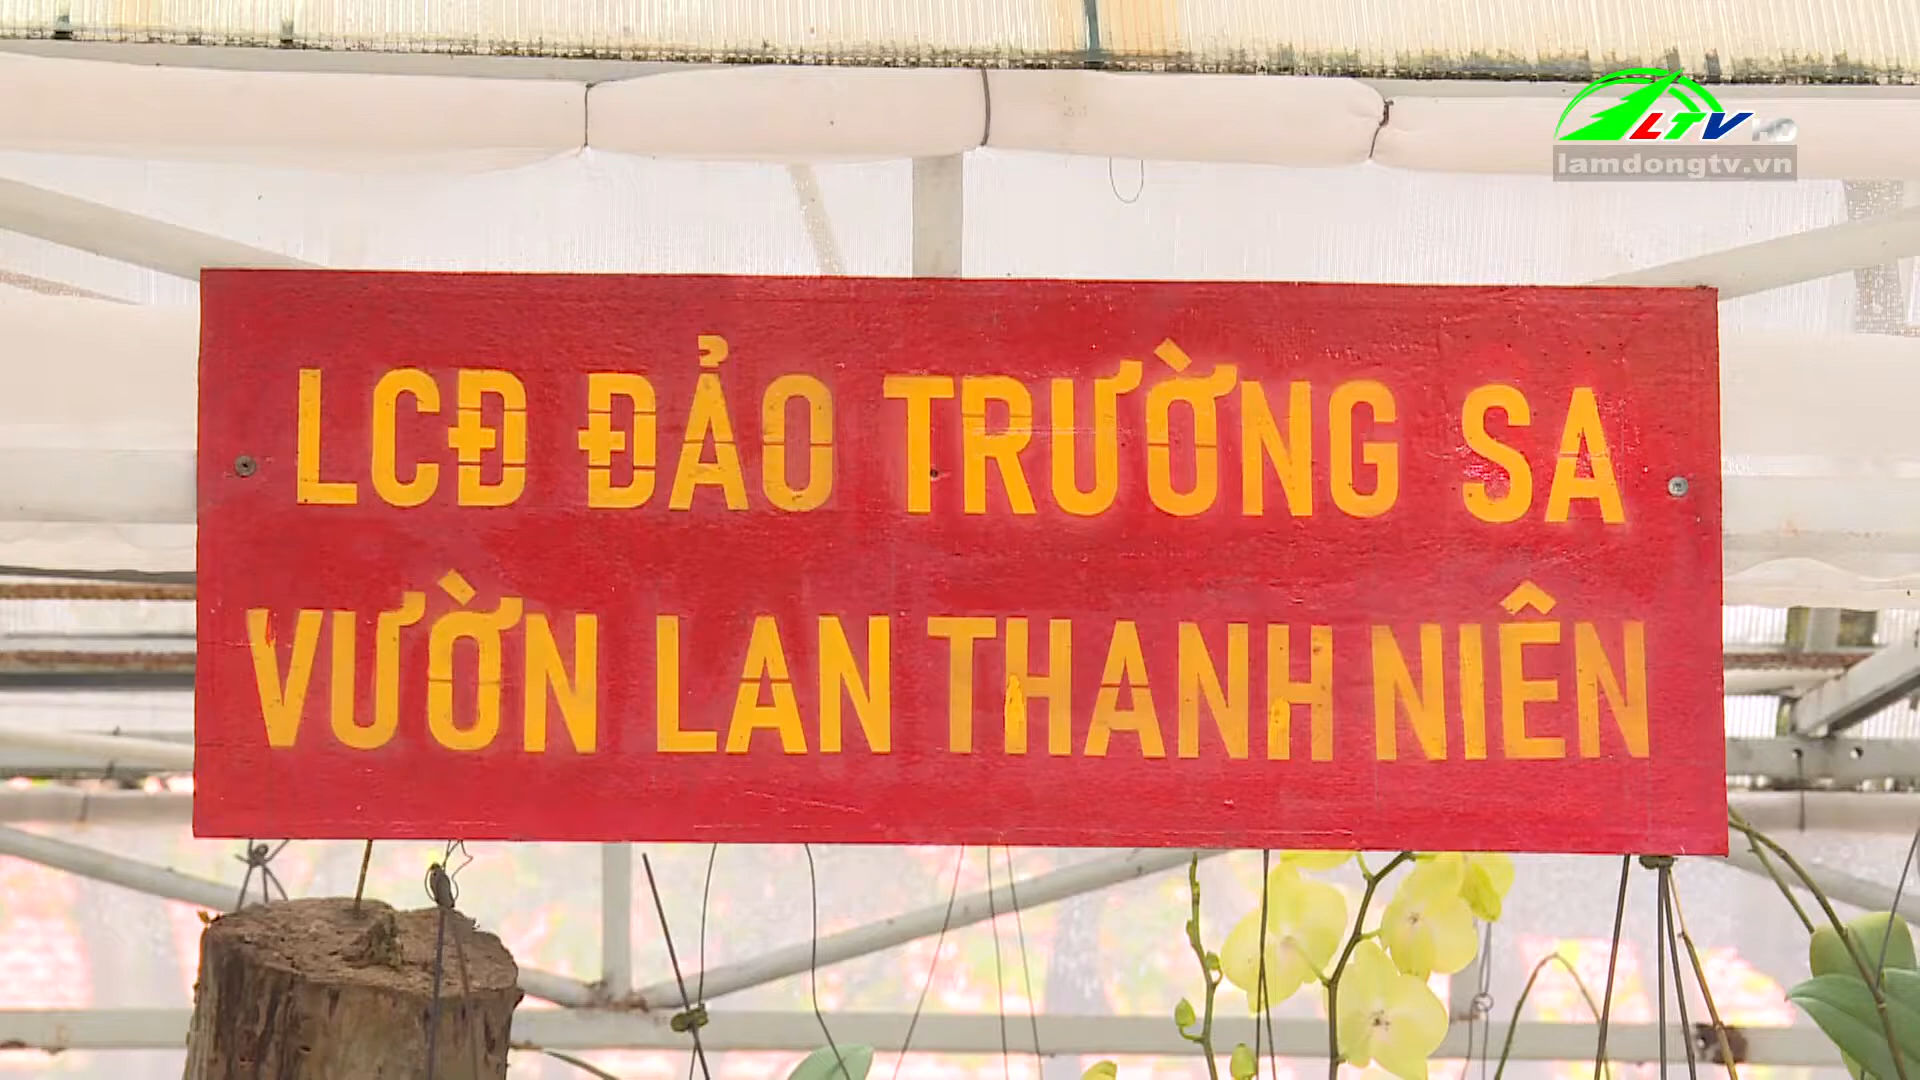 LTV HD
lamdongtv.vn
LCĐ ĐẢO TRƯỜNG SA
VƯỜN LAN THANH NIÊN